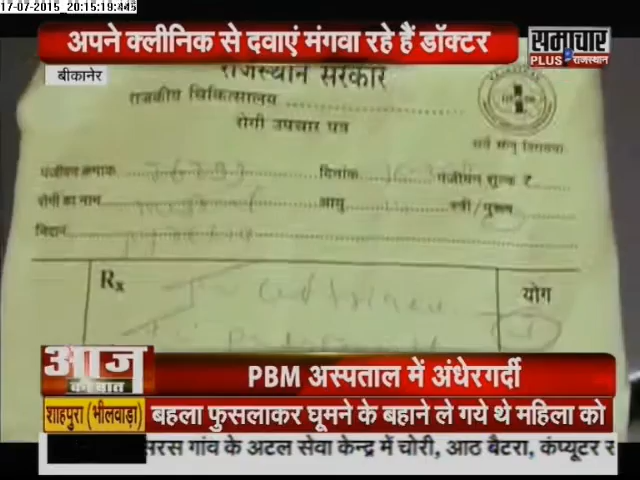 17-07-2015 20:15:19:445
अपने क्लीनिक से दवाएं मंगवा रहे हैं डॉक्टर
समाचार
PLUS राजस्थान
बीकानेर
राजस्थान सरकार
राजकीय चिकित्सालय
रोगी उपचार पत्र
पंजीयन क्रमांक दिनांक पंजीयन शुल्क ₹
रोगी का नाम आयु स्त्री/पुरूष
निदान
Rx योग
आज
की बात
PBM अस्पताल में अंधेरगर्दी
शाहपुरा (भीलवाड़ा) बहला फुसलाकर घूमने के बहाने ले गये थे महिला को
सरस गांव के अटल सेवा केन्द्र में चोरी, आठ बैटरा, कंप्यूटर